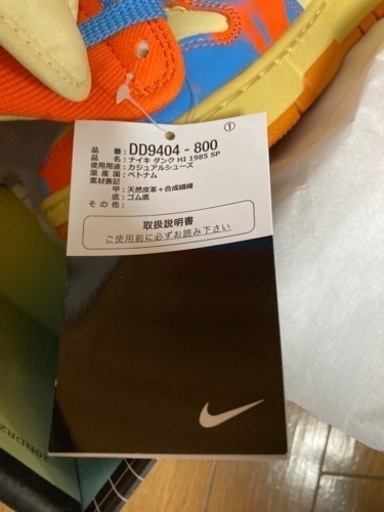 ①
品 番：DD9404 - 800
品 名：ナイキ ダンク HI 1985 SP
使用用途：カジュアルシューズ
原 産 国：ベトナム
素材表記
甲：天然皮革＋合成繊維
底：ゴム底
その他：
取扱説明書
ご使用前に必ずお読み下さい